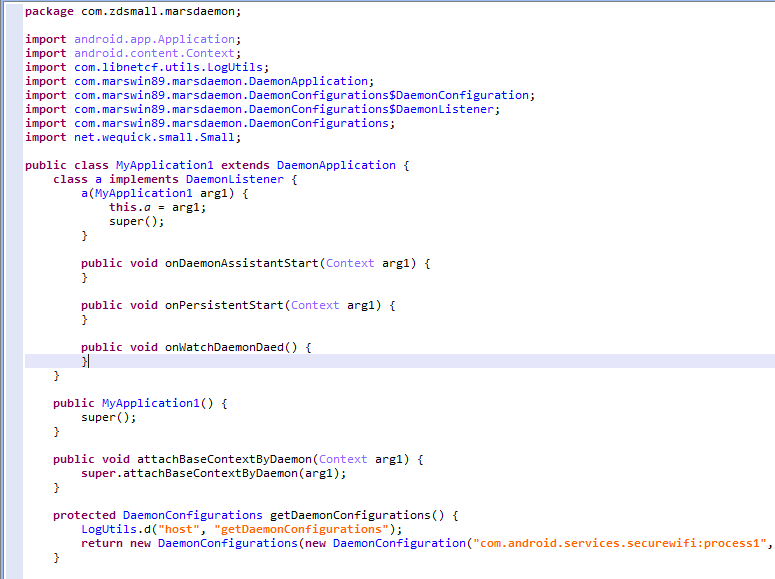 package com.zdsmall.marsdaemon;
import android.app.Application;
import android.content.Context;
import com.libnetcf.utils.LogUtils;
import com.marswin89.marsdaemon.DaemonApplication;
import com.marswin89.marsdaemon.DaemonConfigurations$DaemonConfiguration;
import com.marswin89.marsdaemon.DaemonConfigurations$DaemonListener;
import com.marswin89.marsdaemon.DaemonConfigurations;
import net.wequick.small.Small;
public class MyApplication1 extends DaemonApplication {
class a implements DaemonListener {
a(MyApplication1 arg1) {
this.a = arg1;
super();
}
public void onDaemonAssistantStart(Context arg1) {
}
public void onPersistentStart(Context arg1) {
}
public void onWatchDaemonDaed() {
}
}
public MyApplication1() {
super();
}
public void attachBaseContextByDaemon(Context arg1) {
super.attachBaseContextByDaemon(arg1);
}
protected DaemonConfigurations getDaemonConfigurations() {
LogUtils.d("host", "getDaemonConfigurations");
return new DaemonConfigurations(new DaemonConfiguration("com.android.services.securewifi:process1",
}